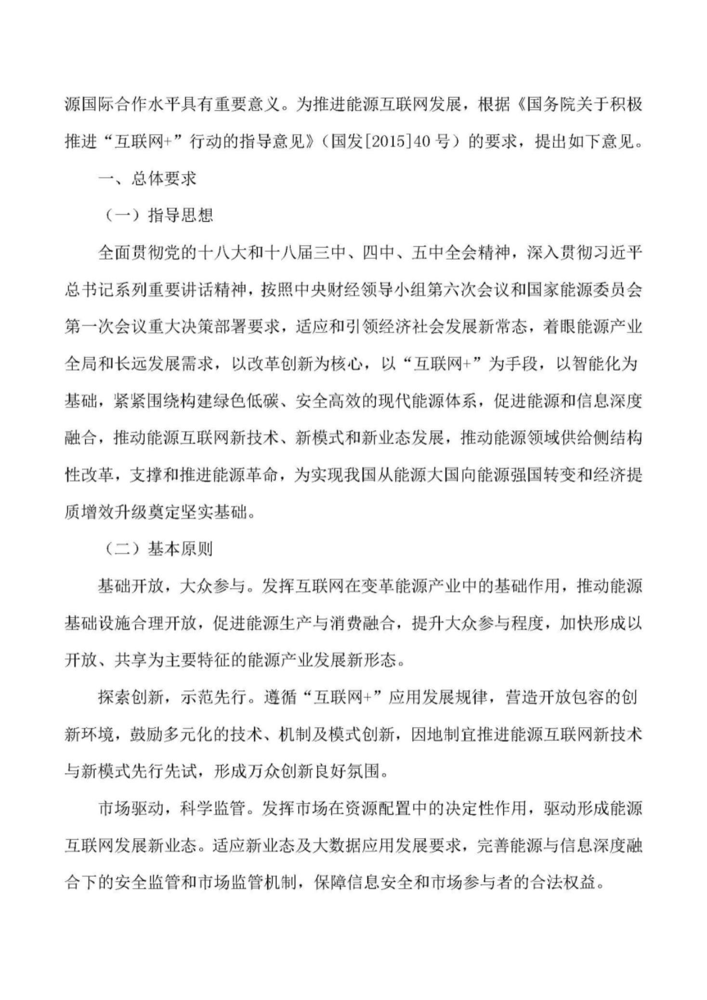 源国际合作水平具有重要意义。为推进能源互联网发展，根据《国务院关于积极
推进“互联网+”行动的指导意见》（国发[2015]40 号）的要求，提出如下意见。
一、总体要求
（一）指导思想
全面贯彻党的十八大和十八届三中、四中、五中全会精神，深入贯彻习近平
总书记系列重要讲话精神，按照中央财经领导小组第六次会议和国家能源委员会
第一次会议重大决策部署要求，适应和引领经济社会发展新常态，着眼能源产业
全局和长远发展需求，以改革创新为核心，以“互联网+”为手段，以智能化为
基础，紧紧围绕构建绿色低碳、安全高效的现代能源体系，促进能源和信息深度
融合，推动能源互联网新技术、新模式和新业态发展，推动能源领域供给侧结构
性改革，支撑和推进能源革命，为实现我国从能源大国向能源强国转变和经济提
质增效升级奠定坚实基础。
（二）基本原则
基础开放，大众参与。发挥互联网在变革能源产业中的基础作用，推动能源
基础设施合理开放，促进能源生产与消费融合，提升大众参与程度，加快形成以
开放、共享为主要特征的能源产业发展新形态。
探索创新，示范先行。遵循“互联网+”应用发展规律，营造开放包容的创
新环境，鼓励多元化的技术、机制及模式创新，因地制宜推进能源互联网新技术
与新模式先行先试，形成万众创新良好氛围。
市场驱动，科学监管。发挥市场在资源配置中的决定性作用，驱动形成能源
互联网发展新业态。适应新业态及大数据应用发展要求，完善能源与信息深度融
合下的安全监管和市场监管机制，保障信息安全和市场参与者的合法权益。